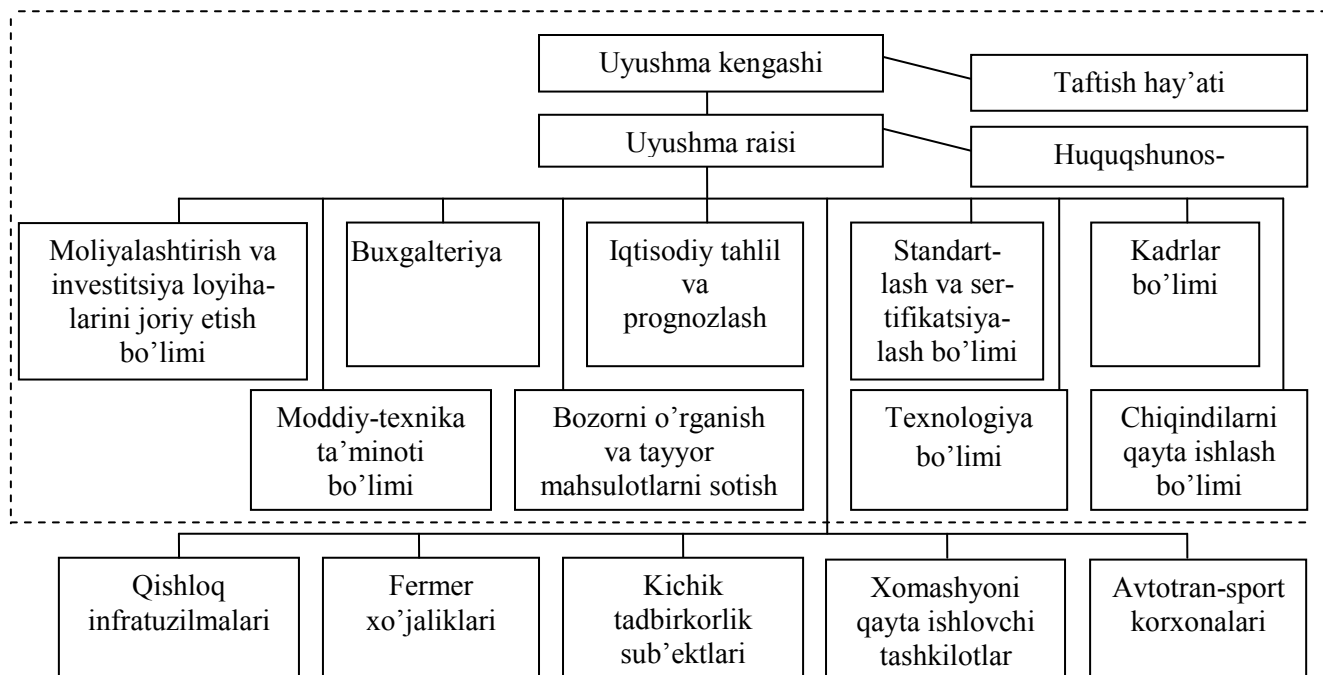 Uyushma kengashi
Taftish hay’ati
Uyushma raisi
Huquqshunos-
Moliyalashtirish va
investitsiya loyiha-
larini joriy etish
bo’limi
Buxgalteriya
Iqtisodiy tahlil
va
prognozlash
Standart-
lash va ser-
tifikatsiya-
lash bo’limi
Kadrlar
bo’limi
Moddiy-texnika
ta’minoti
bo’limi
Bozorni o’rganish
va tayyor
mahsulotlarni sotish
Texnologiya
bo’limi
Chiqindilarni
qayta ishlash
bo’limi
Qishloq
infratuzilmalari
Fermer
xo’jaliklari
Kichik
tadbirkorlik
sub’ektlari
Xomashyoni
qayta ishlovchi
tashkilotlar
Avtotran-sport
korxonalari